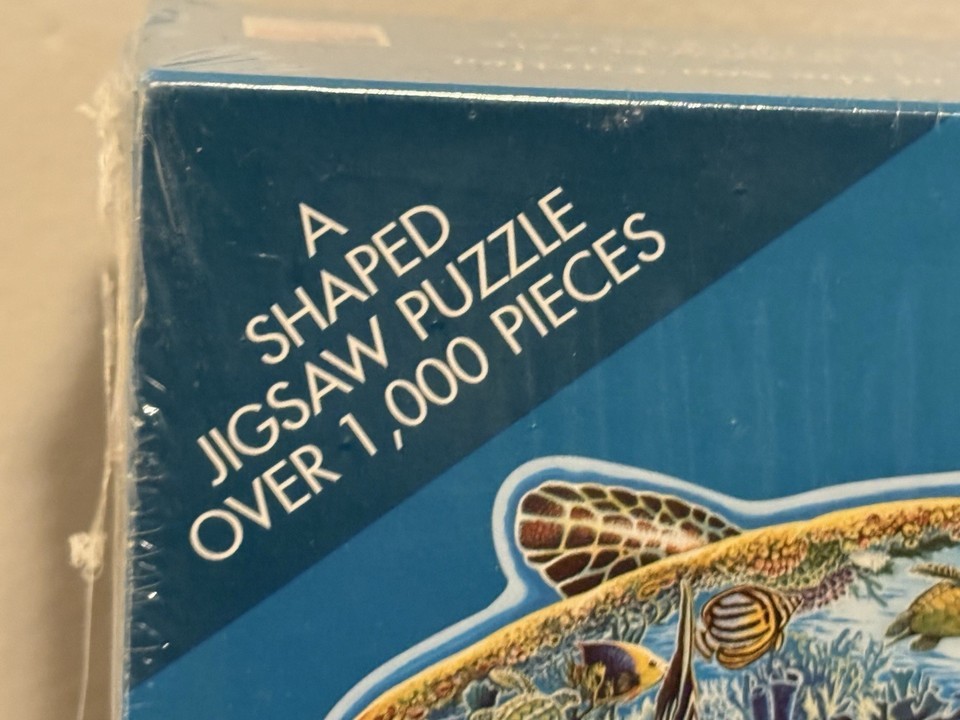 A
SHAPED
JIGSAW PUZZLE
OVER 1,000 PIECES